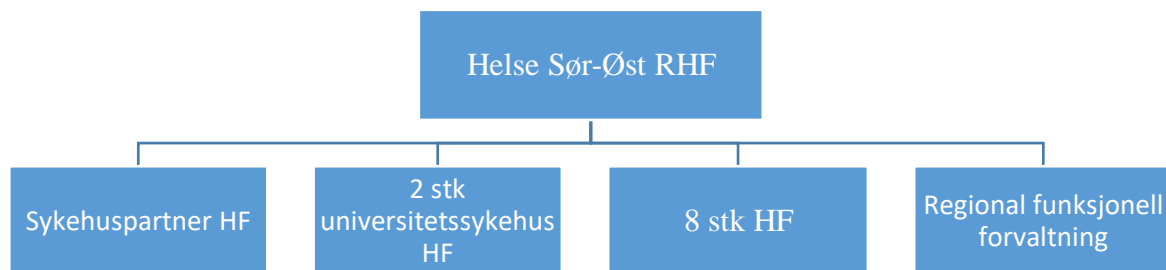 Helse Sør-Øst RHF
Sykehuspartner HF
2 stk
universitetssykehus
HF
8 stk HF
Regional funksjonell
forvaltning